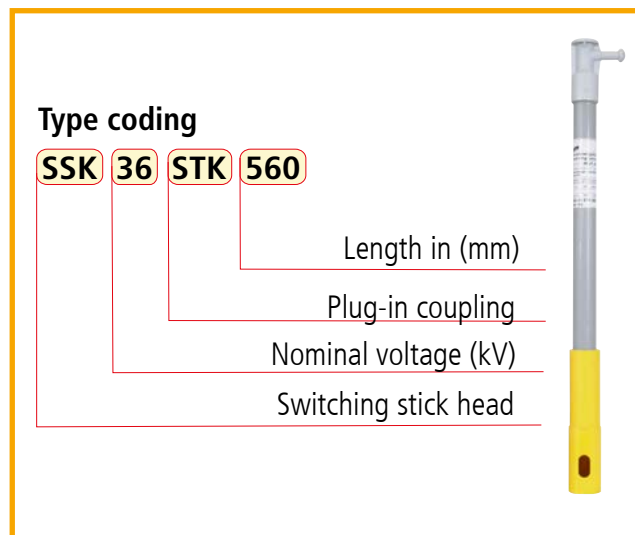 Type coding
SSK 36 STK 560
Length in (mm)
Plug-in coupling
Nominal voltage (kV)
Switching stick head